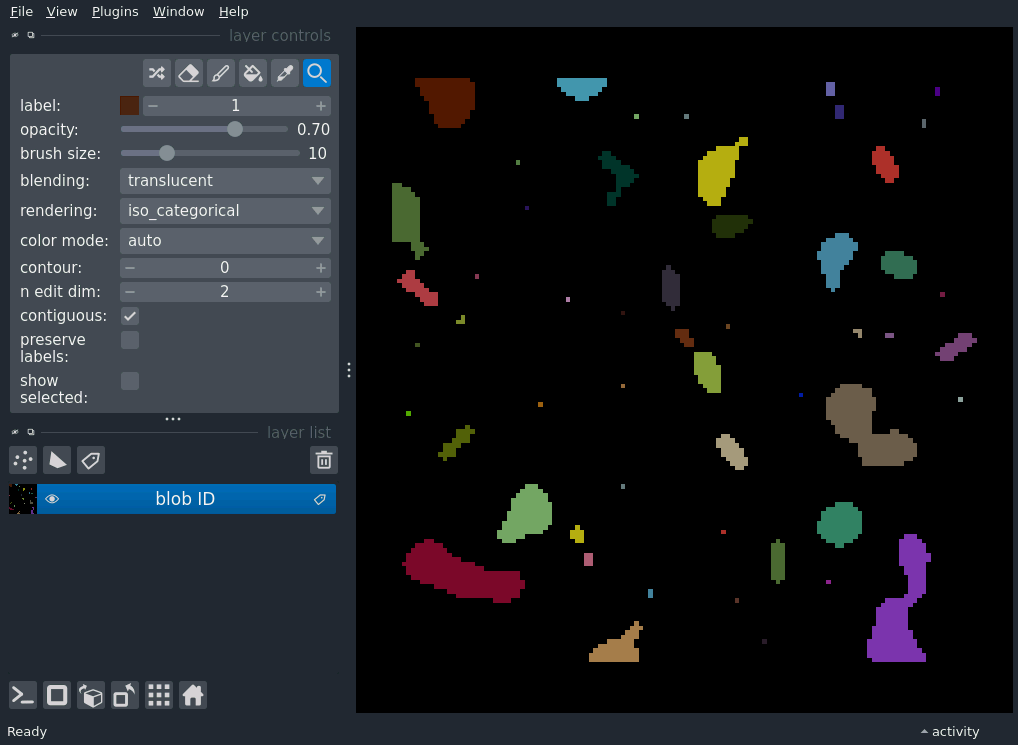 File View Plugins Window Help
layer controls
label: 1
opacity: 0.70
brush size: 10
blending: translucent
rendering: iso_categorical
color mode: auto
contour: 0
n edit dim: 2
contiguous:
preserve
labels:
show
selected:
layer list
blob ID
Ready
activity